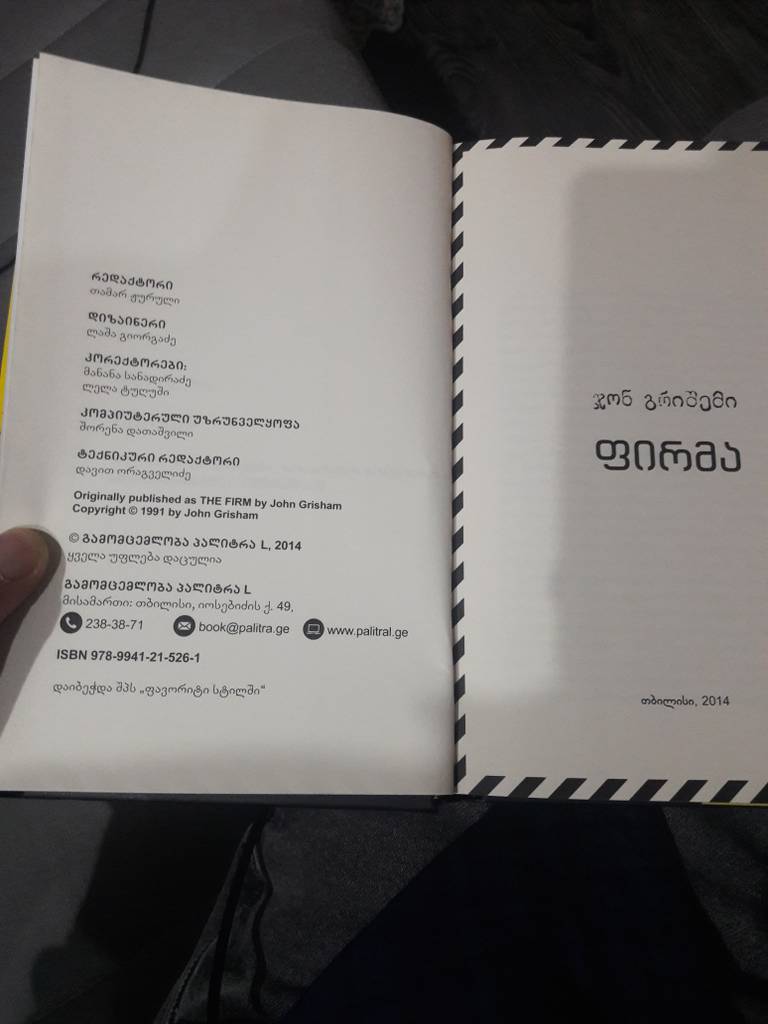 რედაქტორი
თამარ ჟურული
დიზაინერი
ლაშა გიორგაძე
კორექტორები:
მანანა სანადირაძე
ლელა ტულუში
კომპიუტერული უზრუნველყოფა
შორენა დათაშვილი
ტექნიკური რედაქტორი
დავით ორაგველიძე
Originally published as THE FIRM by John Grisham
Copyright © 1991 by John Grisham
© გამომცემლობა პალიტრა L, 2014
ყველა უფლება დაცულია
გამომცემლობა პალიტრა L
მისამართი: თბილისი, იოსებიძის ქ. 49,
238-38-71 book@palitra.ge www.palitral.ge
ISBN 978-9941-21-526-1
დაიბეჭდა შპს „ფავორიტი სტილში“
ჯონ გრიშემი
ფირმა
თბილისი, 2014